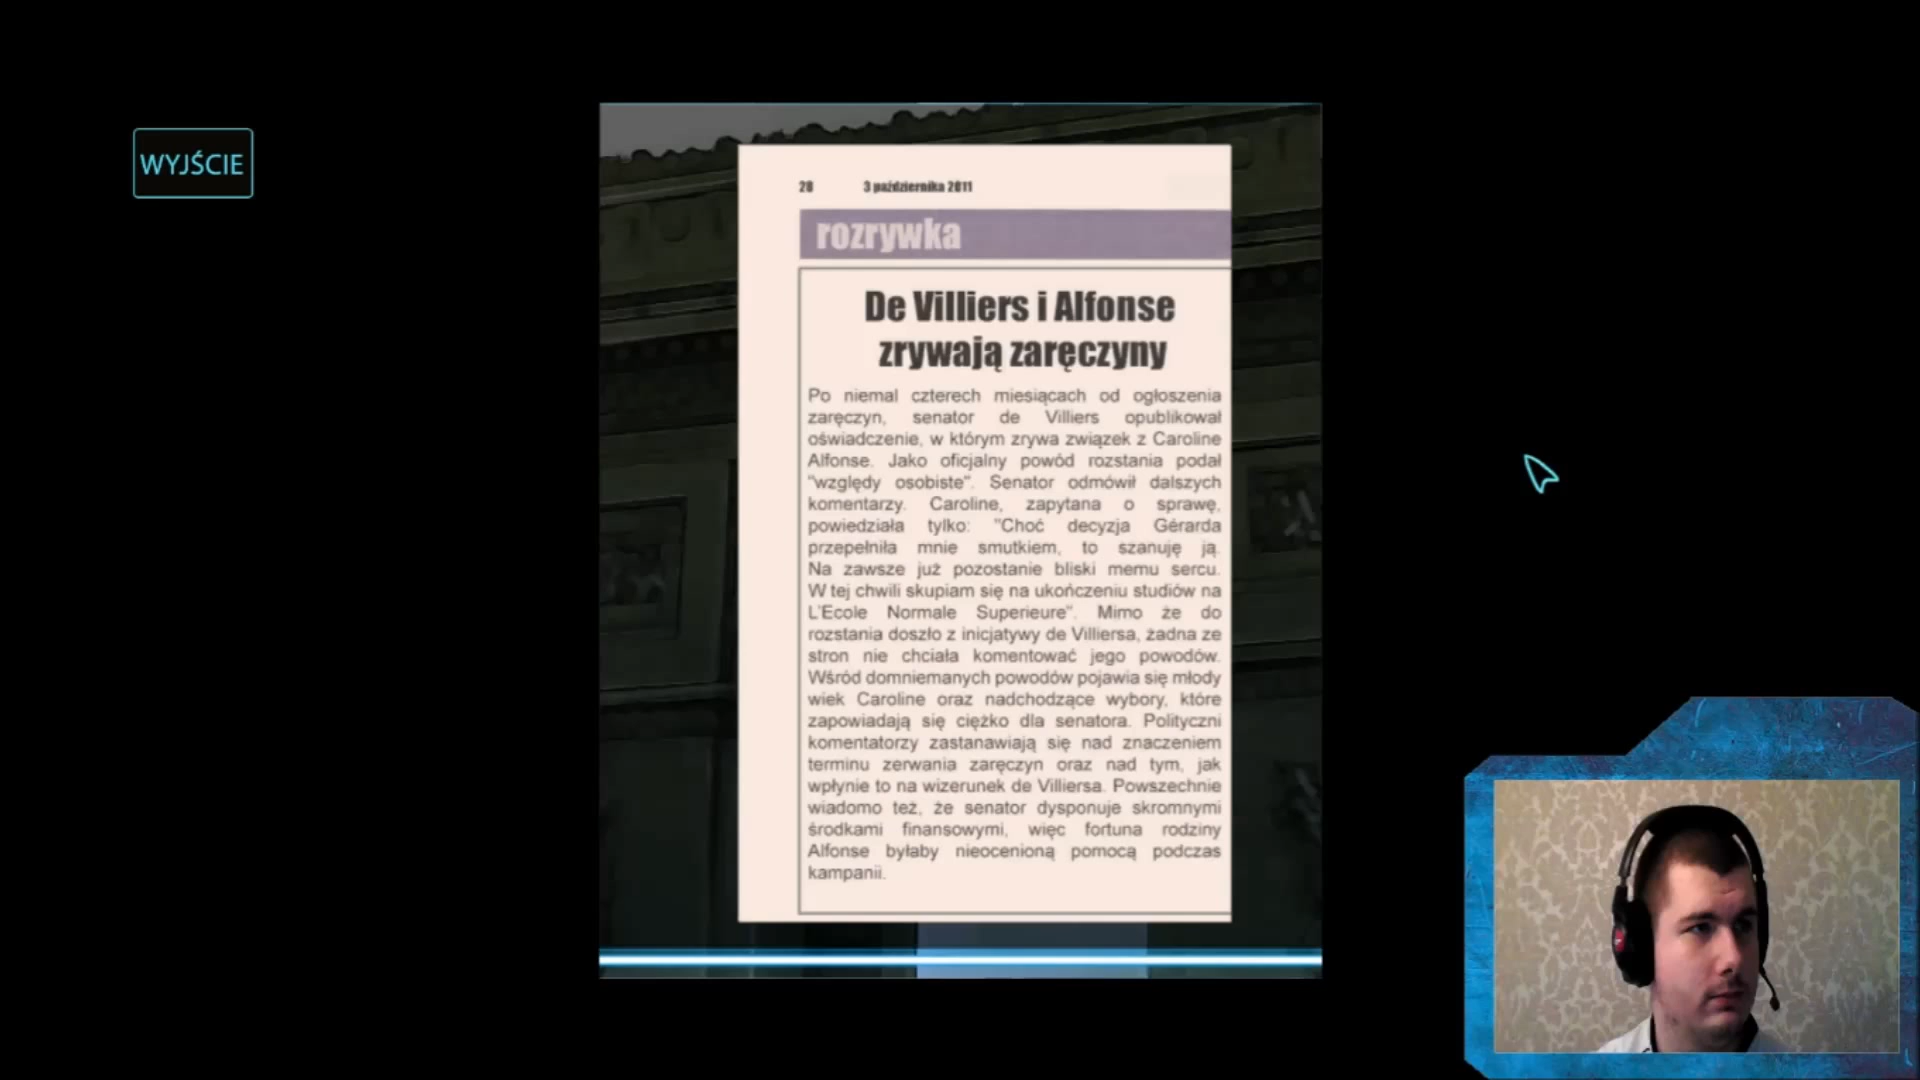 WYJŚCIE
28 3 października 2011
rozrywka
De Villiers i Alfonse
zrywają zaręczyny
Po niemal czterech miesiącach od ogłoszenia
zaręczyn, senator de Villiers opublikował
oświadczenie, w którym zrywa związek z Caroline
Alfonse. Jako oficjalny powód rozstania podał
"względy osobiste". Senator odmówił dalszych
komentarzy. Caroline, zapytana o sprawę,
powiedziała tylko: "Choć decyzja Gérarda
przepełniła mnie smutkiem, to szanuję ją.
Na zawsze już pozostanie bliski memu sercu.
W tej chwili skupiam się na ukończeniu studiów na
L'Ecole Normale Superieure". Mimo że do
rozstania doszło z inicjatywy de Villiersa, żadna ze
stron nie chciała komentować jego powodów.
Wśród domniemanych powodów pojawia się młody
wiek Caroline oraz nadchodzące wybory, które
zapowiadają się ciężko dla senatora. Polityczni
komentatorzy zastanawiają się nad znaczeniem
terminu zerwania zaręczyn oraz nad tym, jak
wpłynie to na wizerunek de Villiersa. Powszechnie
wiadomo też, że senator dysponuje skromnymi
środkami finansowymi, więc fortuna rodziny
Alfonse byłaby nieocenioną pomocą podczas
kampanii.